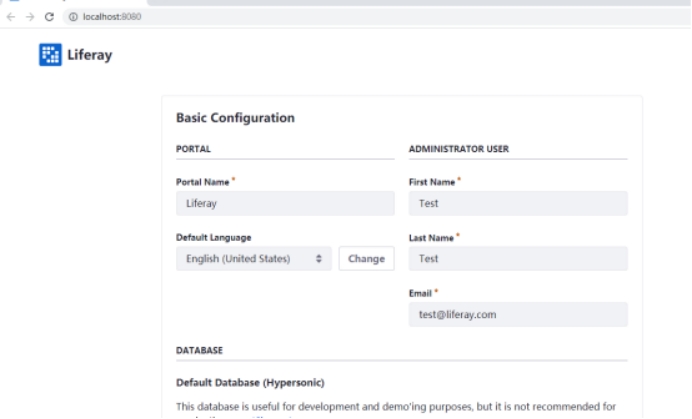 localhost:8080
Liferay
Basic Configuration
PORTAL
Portal Name *
Liferay
Default Language
English (United States)
Change
ADMINISTRATOR USER
First Name *
Test
Last Name *
Test
Email *
test@liferay.com
DATABASE
Default Database (Hypersonic)
This database is useful for development and demo'ing purposes, but it is not recommended for